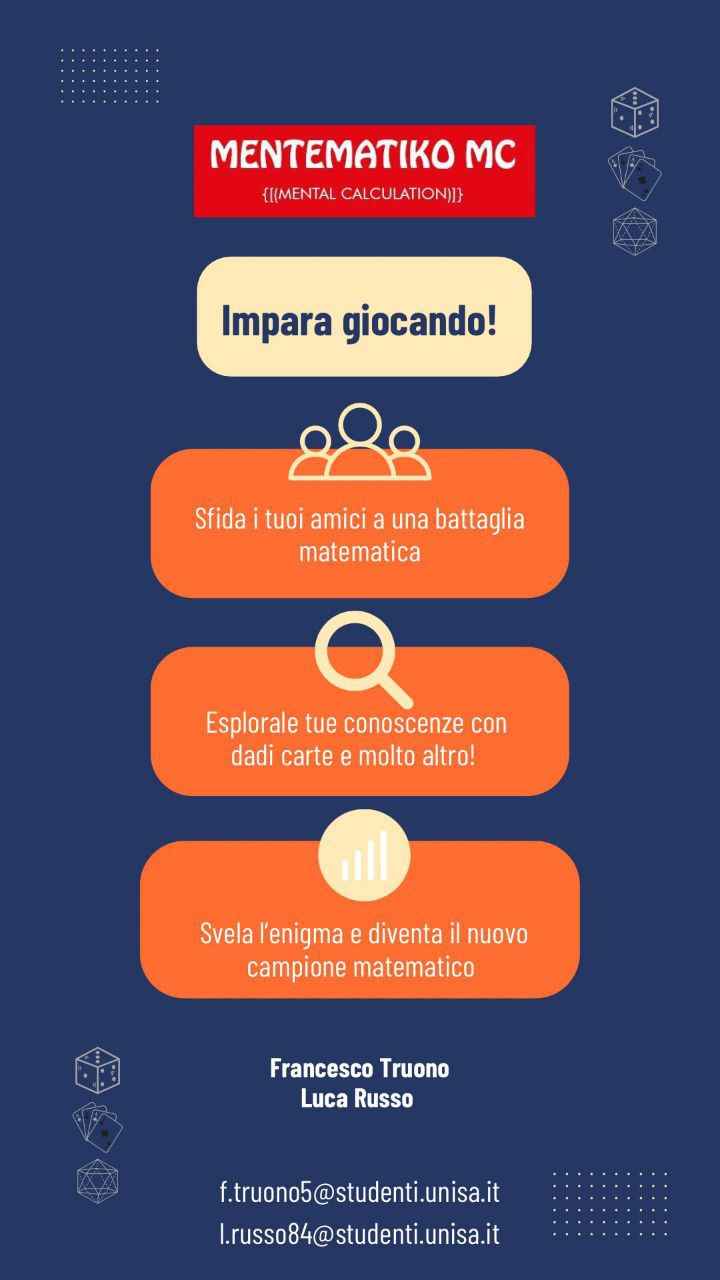 MENTEMATIKO MC
{[(MENTAL CALCULATION)]}
Impara giocando!
Sfida i tuoi amici a una battaglia
matematica
Esplorale tue conoscenze con
dadi carte e molto altro!
Svela l'enigma e diventa il nuovo
campione matematico
Francesco Truono
Luca Russo
f.truono5@studenti.unisa.it
l.russo84@studenti.unisa.it